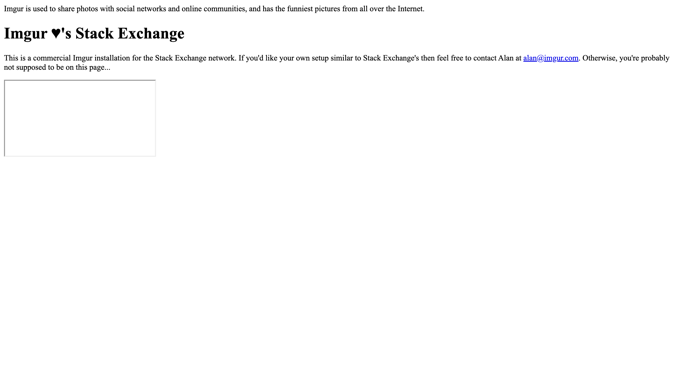 Imgur is used to share photos with social networks and online communities, and has the funniest pictures from all over the Internet.
Imgur ♥'s Stack Exchange
This is a commercial Imgur installation for the Stack Exchange network. If you'd like your own setup similar to Stack Exchange's then feel free to contact Alan at alan@imgur.com. Otherwise, you're probably
not supposed to be on this page...